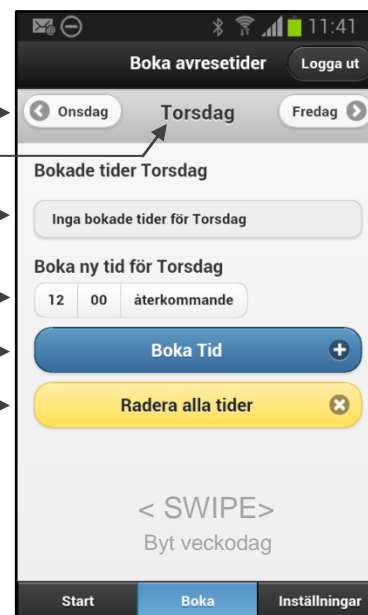 11:41
Boka avresetider Logga ut
Onsdag Torsdag Fredag
Bokade tider Torsdag
Inga bokade tider för Torsdag
Boka ny tid för Torsdag
12 00 återkommande
Boka Tid
Radera alla tider
< SWIPE>
Byt veckodag
Start Boka Inställningar